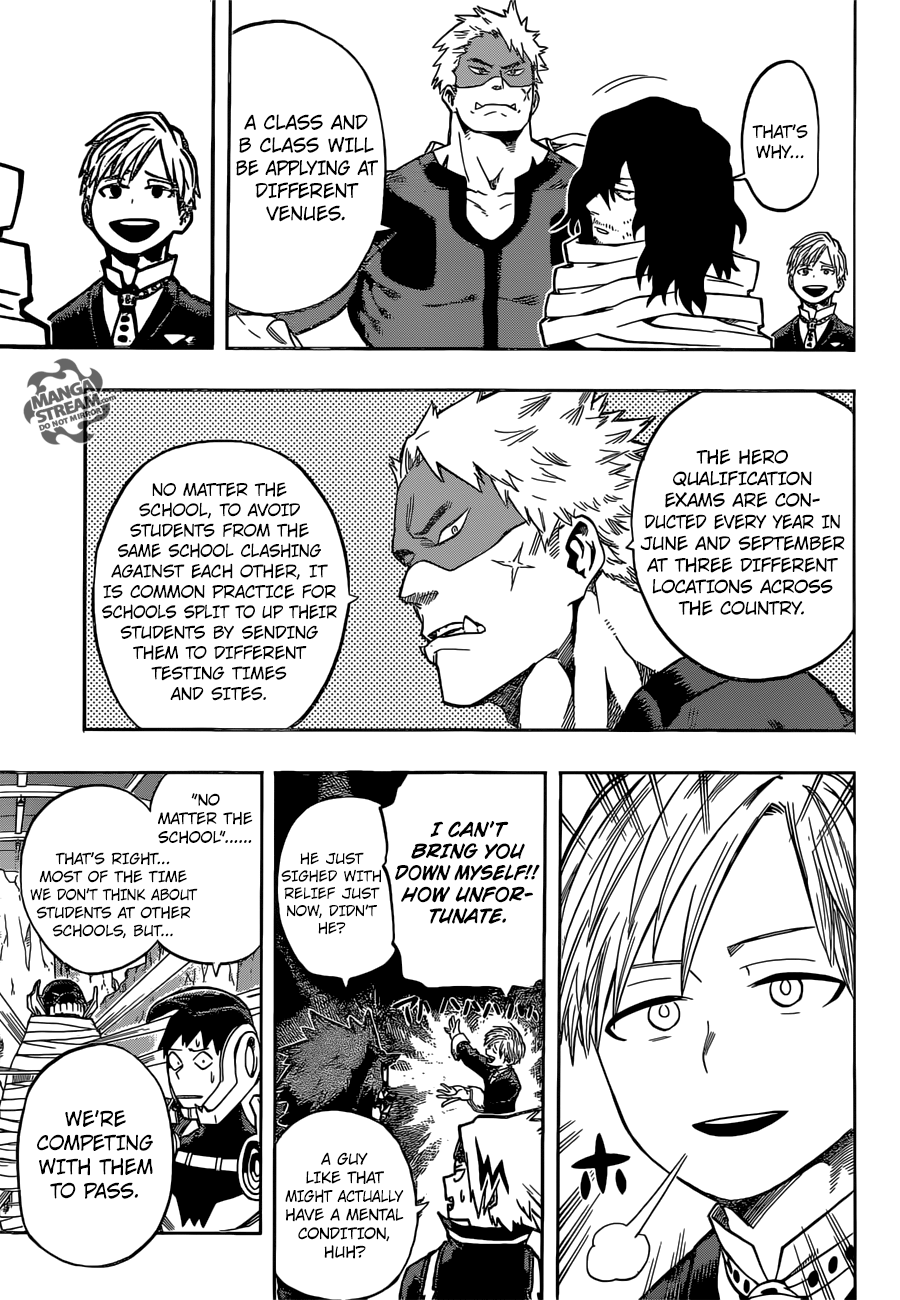 THAT'S
WHY...
A CLASS AND
B CLASS WILL
BE APPLYING AT
DIFFERENT
VENUES.
MANGA
STREAM.com
DO NOT MIRROR
THE HERO
QUALIFICATION
EXAMS ARE CON-
DUCTED EVERY YEAR IN
JUNE AND SEPTEMBER
AT THREE DIFFERENT
LOCATIONS ACROSS
THE COUNTRY.
NO MATTER THE
SCHOOL, TO AVOID
STUDENTS FROM THE
SAME SCHOOL CLASHING
AGAINST EACH OTHER, IT
IS COMMON PRACTICE FOR
SCHOOLS SPLIT TO UP THEIR
STUDENTS BY SENDING
THEM TO DIFFERENT
TESTING TIMES
AND SITES.
ホ
I CAN'T
BRING YOU
DOWN MYSELF!!
HOW UNFOR-
TUNATE.
HE JUST
SIGHED WITH
RELIEF JUST
NOW, DIDN'T
HE?
A GUY
LIKE THAT
MIGHT ACTUALLY
HAVE A MENTAL
CONDITION,
HUH?
"NO
MATTER THE
SCHOOL"......
THAT'S RIGHT...
MOST OF THE TIME
WE DON'T THINK ABOUT
STUDENTS AT OTHER
SCHOOLS, BUT...
WE'RE
COMPETING
WITH THEM
TO PASS.